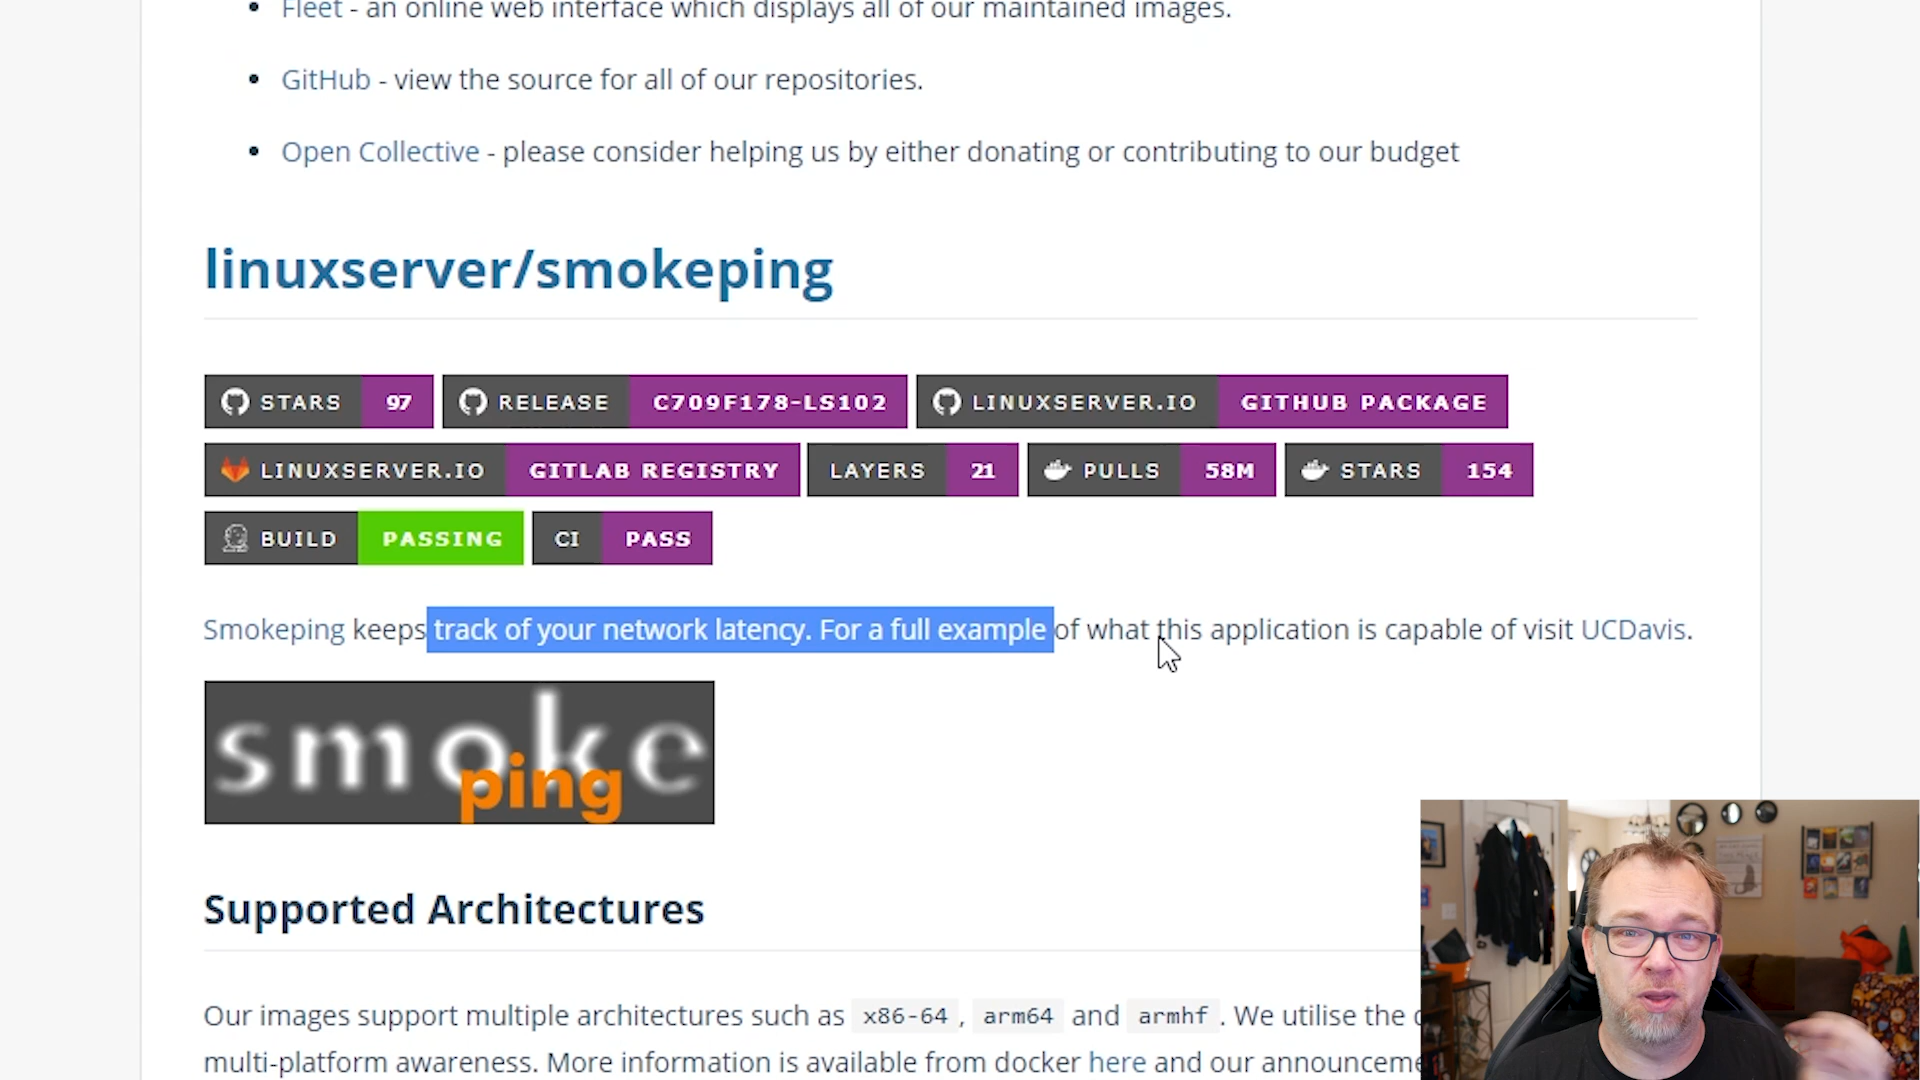 Fleet - an online web interface which displays all of our maintained images.
GitHub - view the source for all of our repositories.
Open Collective - please consider helping us by either donating or contributing to our budget
linuxserver/smokeping
STARS 97 RELEASE C709F178-LS102 LINUXSERVER.IO GITHUB PACKAGE
LINUXSERVER.IO GITLAB REGISTRY LAYERS 21 PULLS 58M STARS 154
BUILD PASSING CI PASS
Smokeping keeps track of your network latency. For a full example of what this application is capable of visit UCDavis.
smoke
ping
Supported Architectures
Our images support multiple architectures such as x86-64 , arm64 and armhf . We utilise the
multi-platform awareness. More information is available from docker here and our announceme